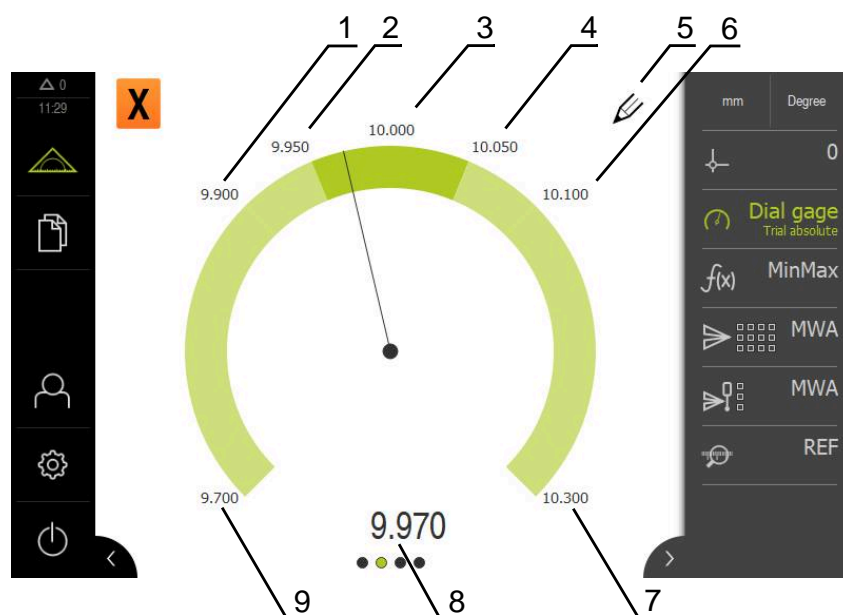 1 2 3 4 5 6
0
11:29
X
mm Degree
10.000
9.950 10.050
9.900 10.100
0
Dial gage
Trial absolute
f(x) MinMax
MWA
MWA
REF
9.700 10.300
9.970
9 8 7